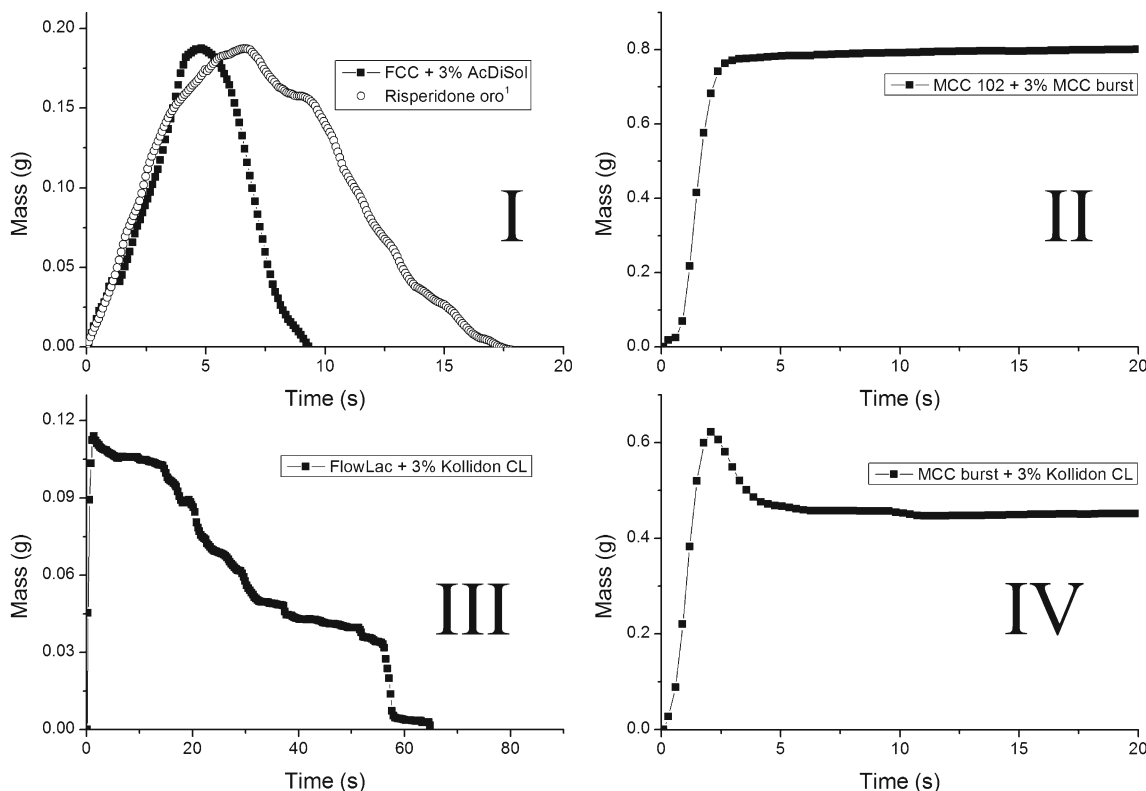 0.20
0.15
0.10
0.05
0.00
Mass (g)
FCC + 3% AcDiSol
Risperidone oro¹
I
0 5 10 15 20
Time (s)
0.8
0.6
0.4
0.2
0.0
Mass (g)
MCC 102 + 3% MCC burst
II
0 5 10 15 20
Time (s)
0.12
0.09
0.06
0.03
0.00
Mass (g)
FlowLac + 3% Kollidon CL
III
0 20 40 60 80
Time (s)
0.6
0.4
0.2
0.0
Mass (g)
MCC burst + 3% Kollidon CL
IV
0 5 10 15 20
Time (s)